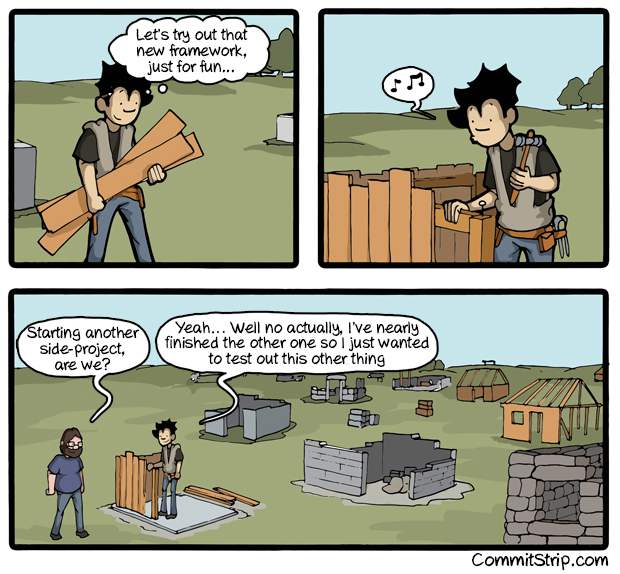 Let's try out that
new framework,
just for fun...
Starting another
side-project,
are we?
Yeah... Well no actually, I've nearly
finished the other one so I just wanted
to test out this other thing
CommitStrip.com